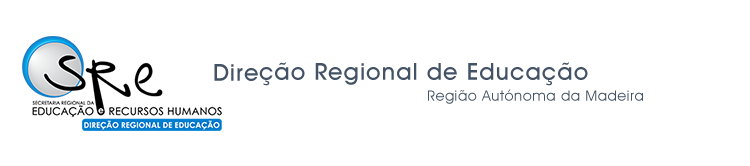 sRe
SECRETARIA REGIONAL DA
EDUCAÇÃO e RECURSOS HUMANOS
DIREÇÃO REGIONAL DE EDUCAÇÃO
Direção Regional de Educação
Região Autónoma da Madeira